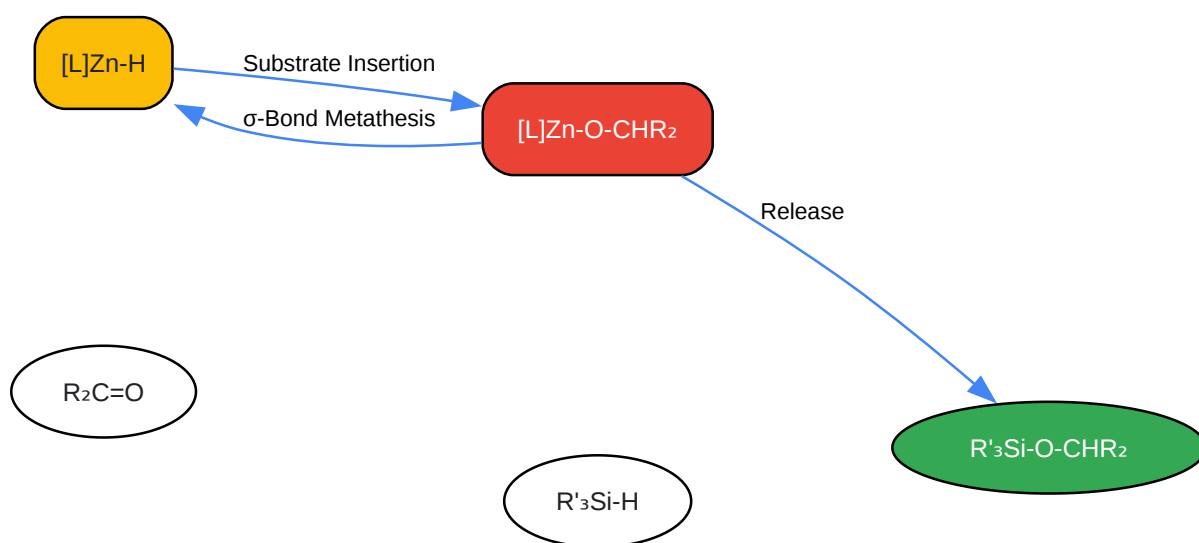 [L]Zn-H
Substrate Insertion
σ-Bond Metathesis
[L]Zn-O-CHR₂
Release
R₂C=O
R'₃Si-O-CHR₂
R'₃Si-H